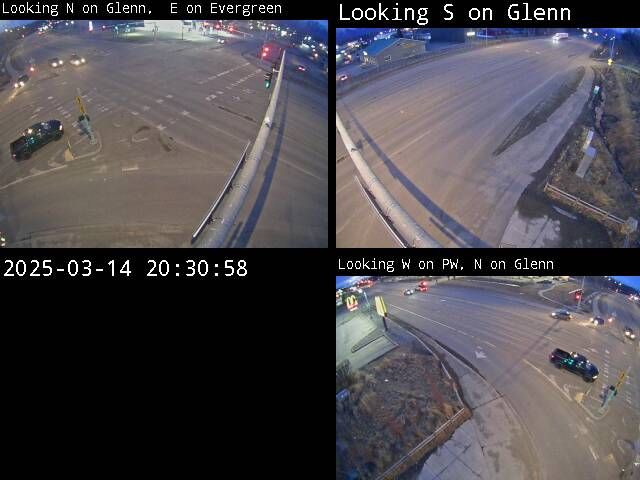 Looking N on Glenn, E on Evergreen
Looking S on Glenn
2025-03-14 20:30:58
Looking W on PW, N on Glenn